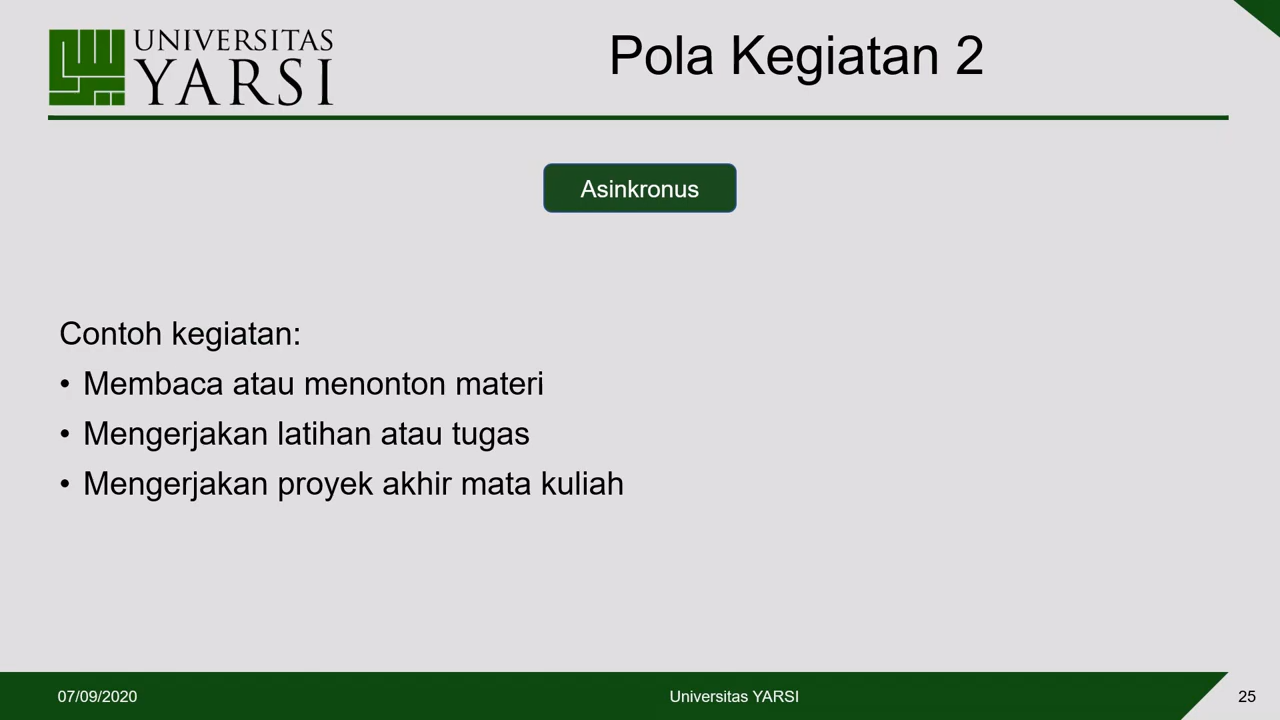 UNIVERSITAS
YARSI
Pola Kegiatan 2
Asinkronus
Contoh kegiatan:
• Membaca atau menonton materi
• Mengerjakan latihan atau tugas
• Mengerjakan proyek akhir mata kuliah
07/09/2020
Universitas YARSI
25